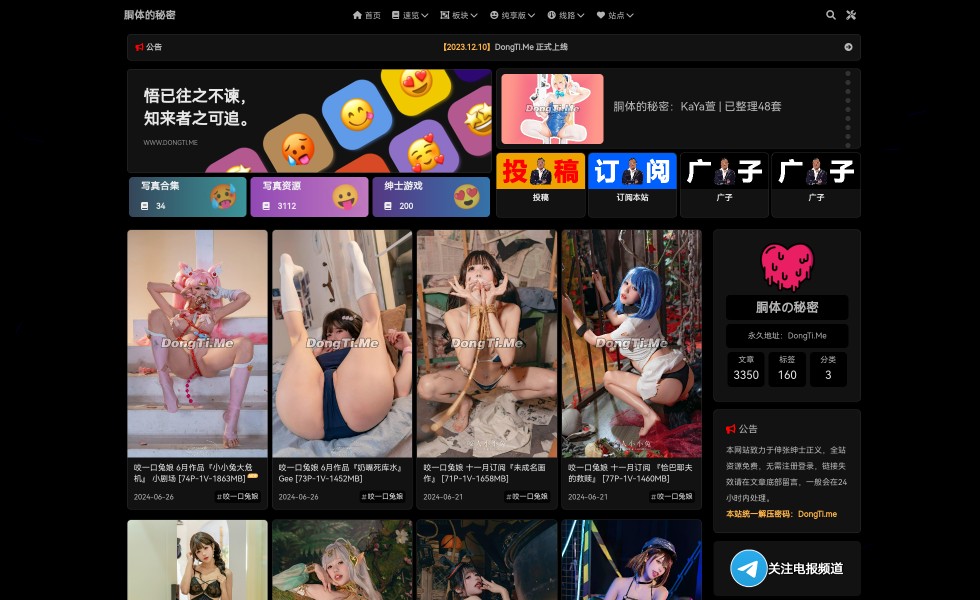 胴体的秘密
首页 速览 板块 纯享版 线路 站点
公告
【2023.12.10】DongTi.Me 正式上线
悟已往之不谏，
知来者之可追。
WWW.DONGTI.ME
DongTi.Me
胴体的秘密：KaYa萱 | 已整理48套
写真合集
34
写真资源
3112
绅士游戏
200
投稿
投稿
订阅
订阅本站
广子
广子
广子
广子
DongTi.Me
DongTi.Me
DongTi.Me
DongTi.Me
咬一口兔娘 6月作品『小小兔大危
机』 小剧场 [3P-1V-1863MB]
2024-06-26
#咬一口兔娘
咬一口兔娘 6月作品『奶嘴死库水』
Gee [73P-1V-1452MB]
2024-06-26
#咬一口兔娘
咬一口兔娘 十一月订阅『未成名画
作』 [71P-1V-1658MB]
2024-06-21
#咬一口兔娘
咬一口兔娘 十一月订阅 『恰巴耶夫
的救赎』 [77P-1V-1460MB]
2024-06-21
#咬一口兔娘
胴体の秘密
永久地址：DongTi.Me
文章 标签 分类
3350 160 3
公告
本网站致力于伸张绅士正义，全站
资源免费，无需注册登录，链接失
效请在文章底部留言，一般会在24
小时内处理。
本站统一解压密码：DongTi.me
关注电报频道